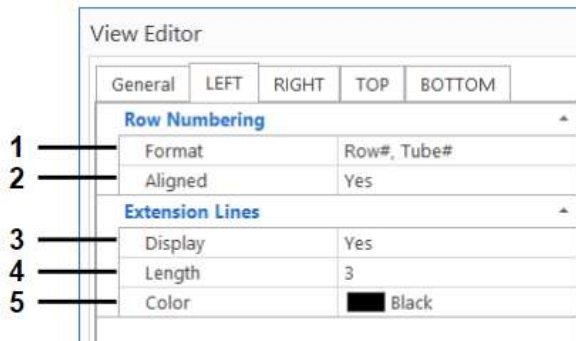 View Editor
General LEFT RIGHT TOP BOTTOM
Row Numbering
1 Format Row#, Tube#
2 Aligned Yes
Extension Lines
3 Display Yes
4 Length 3
5 Color Black